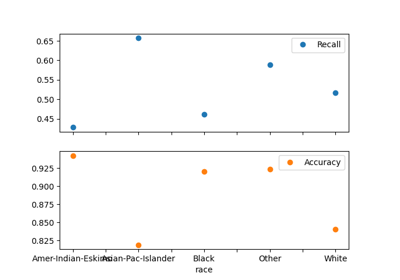 0.65
0.60
0.55
0.50
0.45
Recall
0.925
0.900
0.875
0.850
0.825
Accuracy
Amer-Indian-Eskimo Asian-Pac-Islander Black Other White
race